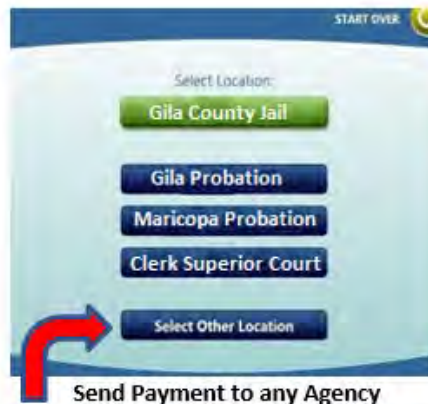 START OVER
Select Location:
Gila County Jail
Gila Probation
Maricopa Probation
Clerk Superior Court
Select Other Location
Send Payment to any Agency